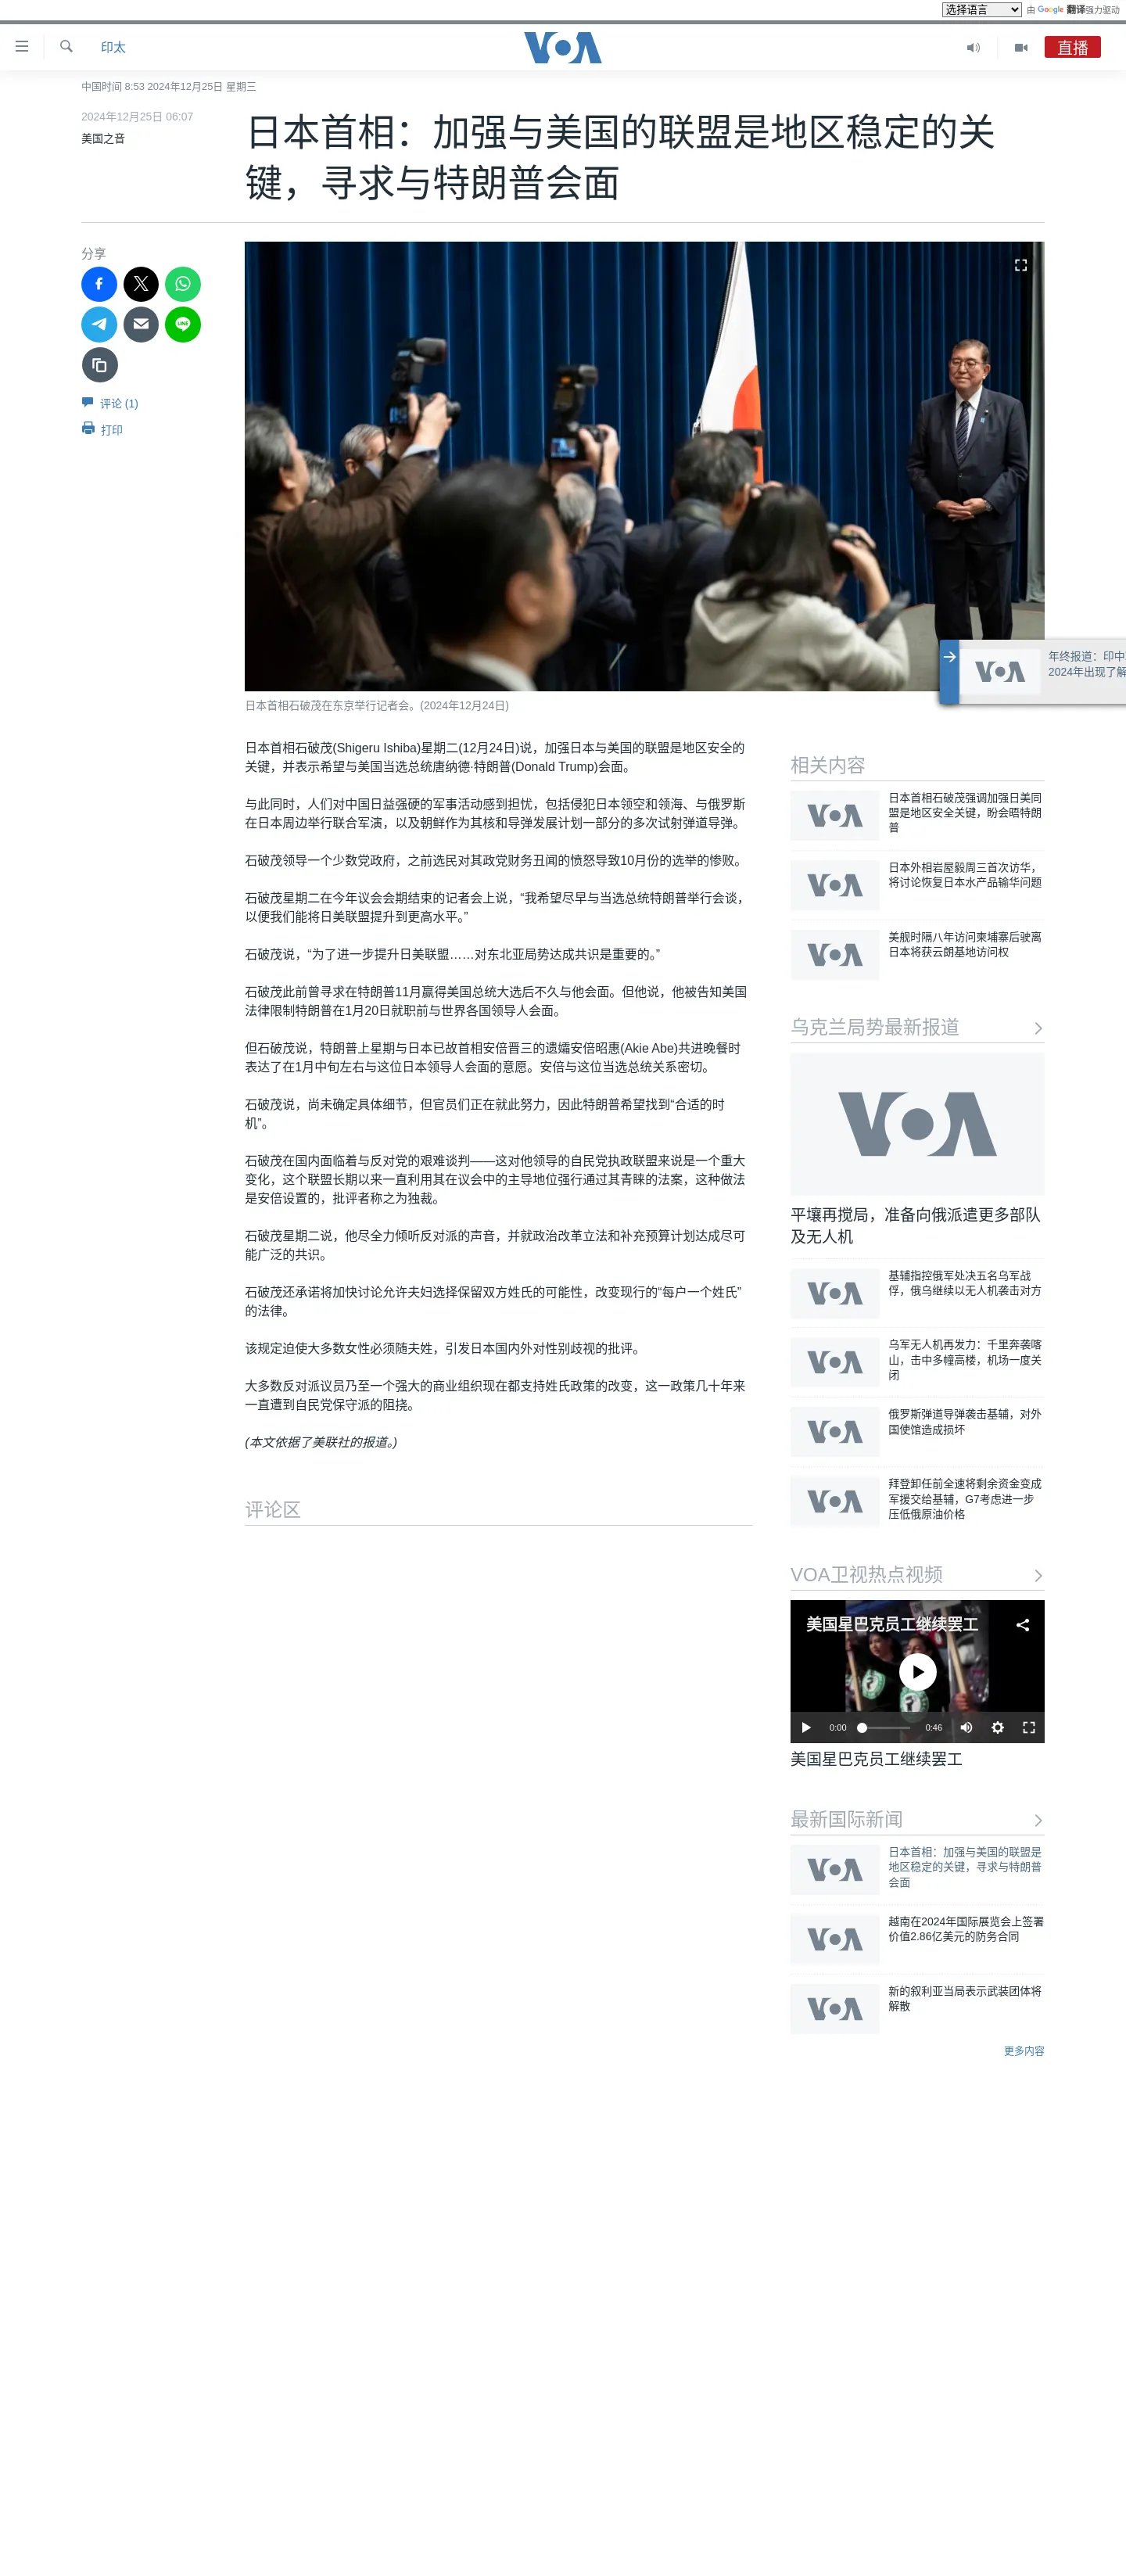 选择语言
由 Google 翻译强力驱动
印太
VOA
直播
中国时间 8:53 2024年12月25日 星期三
2024年12月25日 06:07
美国之音
日本首相：加强与美国的联盟是地区稳定的关
键，寻求与特朗普会面
分享
LINE
评论 (1)
打印
年终报道：印中
2024年出现了解
VOA
日本首相石破茂在东京举行记者会。(2024年12月24日)
日本首相石破茂(Shigeru Ishiba)星期二(12月24日)说，加强日本与美国的联盟是地区安全的
关键，并表示希望与美国当选总统唐纳德·特朗普(Donald Trump)会面。
与此同时，人们对中国日益强硬的军事活动感到担忧，包括侵犯日本领空和领海、与俄罗斯
在日本周边举行联合军演，以及朝鲜作为其核和导弹发展计划一部分的多次试射弹道导弹。
石破茂领导一个少数党政府，之前选民对其政党财务丑闻的愤怒导致10月份的选举的惨败。
石破茂星期二在今年议会会期结束的记者会上说，“我希望尽早与当选总统特朗普举行会谈，
以便我们能将日美联盟提升到更高水平。”
石破茂说，“为了进一步提升日美联盟……对东北亚局势达成共识是重要的。”
石破茂此前曾寻求在特朗普11月赢得美国总统大选后不久与他会面。但他说，他被告知美国
法律限制特朗普在1月20日就职前与世界各国领导人会面。
但石破茂说，特朗普上星期与日本已故首相安倍晋三的遗孀安倍昭惠(Akie Abe)共进晚餐时
表达了在1月中旬左右与这位日本领导人会面的意愿。安倍与这位当选总统关系密切。
石破茂说，尚未确定具体细节，但官员们正在就此努力，因此特朗普希望找到“合适的时
机”。
石破茂在国内面临着与反对党的艰难谈判——这对他领导的自民党执政联盟来说是一个重大
变化，这个联盟长期以来一直利用其在议会中的主导地位强行通过其青睐的法案，这种做法
是安倍设置的，批评者称之为独裁。
石破茂星期二说，他尽全力倾听反对派的声音，并就政治改革立法和补充预算计划达成尽可
能广泛的共识。
石破茂还承诺将加快讨论允许夫妇选择保留双方姓氏的可能性，改变现行的“每户一个姓氏”
的法律。
该规定迫使大多数女性必须随夫姓，引发日本国内外对性别歧视的批评。
大多数反对派议员乃至一个强大的商业组织现在都支持姓氏政策的改变，这一政策几十年来
一直遭到自民党保守派的阻挠。
(本文依据了美联社的报道。)
评论区
相关内容
VOA
日本首相石破茂强调加强日美同
盟是地区安全关键，盼会晤特朗
普
VOA
日本外相岩屋毅周三首次访华，
将讨论恢复日本水产品输华问题
VOA
美舰时隔八年访问柬埔寨后驶离
日本将获云朗基地访问权
乌克兰局势最新报道
VOA
平壤再搅局，准备向俄派遣更多部队
及无人机
VOA
基辅指控俄军处决五名乌军战
俘，俄乌继续以无人机袭击对方
VOA
乌军无人机再发力：千里奔袭喀
山，击中多幢高楼，机场一度关
闭
VOA
俄罗斯弹道导弹袭击基辅，对外
国使馆造成损坏
VOA
拜登卸任前全速将剩余资金变成
军援交给基辅，G7考虑进一步
压低俄原油价格
VOA卫视热点视频
美国星巴克员工继续罢工
0:00
0:46
美国星巴克员工继续罢工
最新国际新闻
VOA
日本首相：加强与美国的联盟是
地区稳定的关键，寻求与特朗普
会面
VOA
越南在2024年国际展览会上签署
价值2.86亿美元的防务合同
VOA
新的叙利亚当局表示武装团体将
解散
更多内容